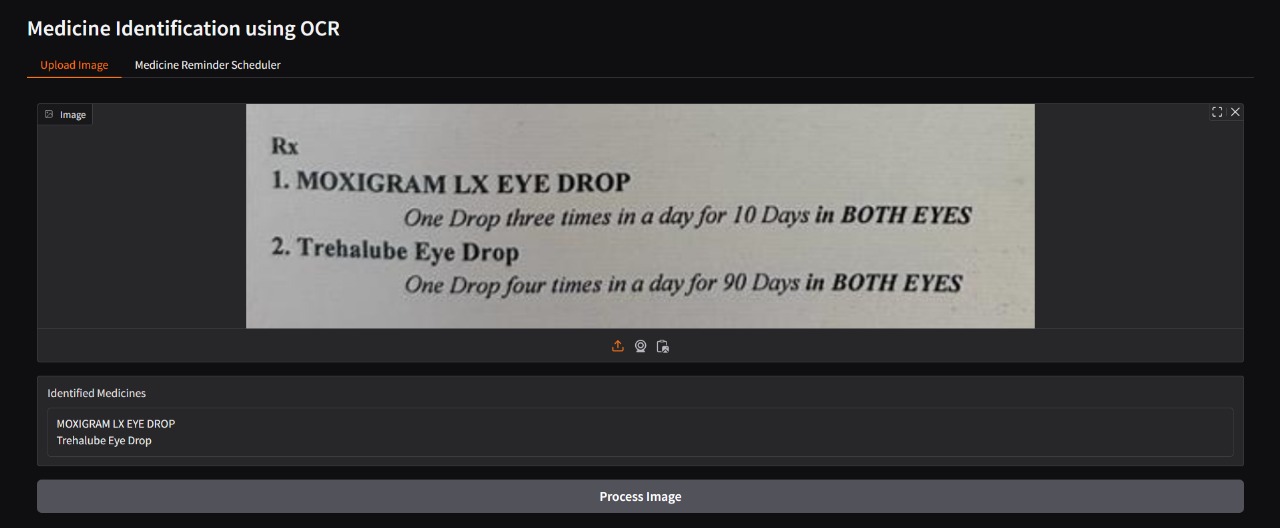 Medicine Identification using OCR
Upload Image
Medicine Reminder Scheduler
Image
Rx
1. MOXIGRAM LX EYE DROP
One Drop three times in a day for 10 Days in BOTH EYES
2. Trehalube Eye Drop
One Drop four times in a day for 90 Days in BOTH EYES
Identified Medicines
MOXIGRAM LX EYE DROP
Trehalube Eye Drop
Process Image